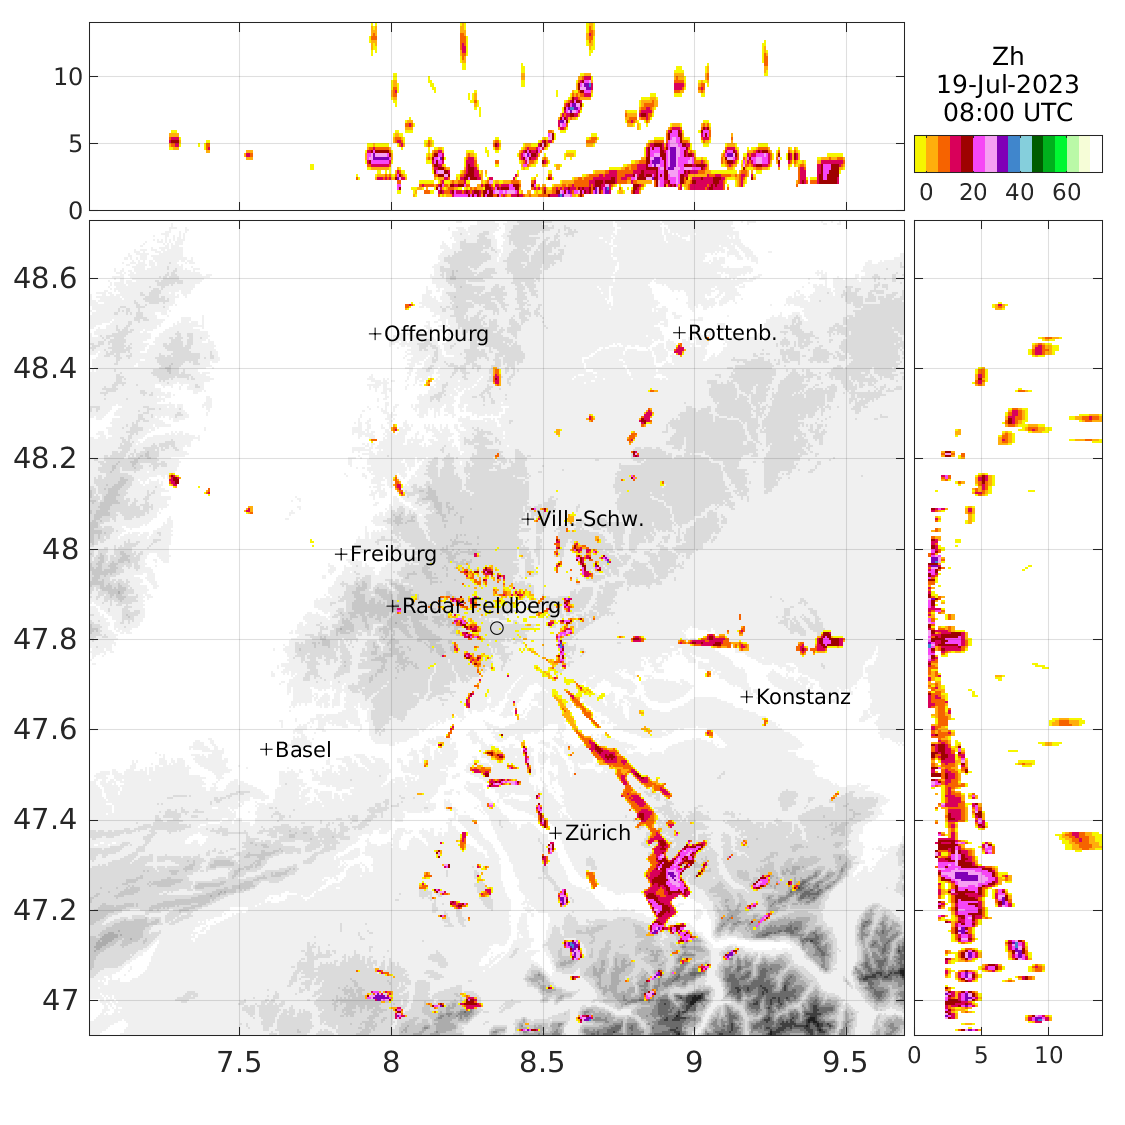 10
5
0
Zh
19-Jul-2023
08:00 UTC
0 20 40 60
48.6
48.4
48.2
48
47.8
47.6
47.4
47.2
47
+Offenburg
+Rottenb.
+Vill.-Schw.
+Freiburg
+Radar Feldberg
+Konstanz
+Basel
+Zürich
7.5 8 8.5 9 9.5
0 5 10